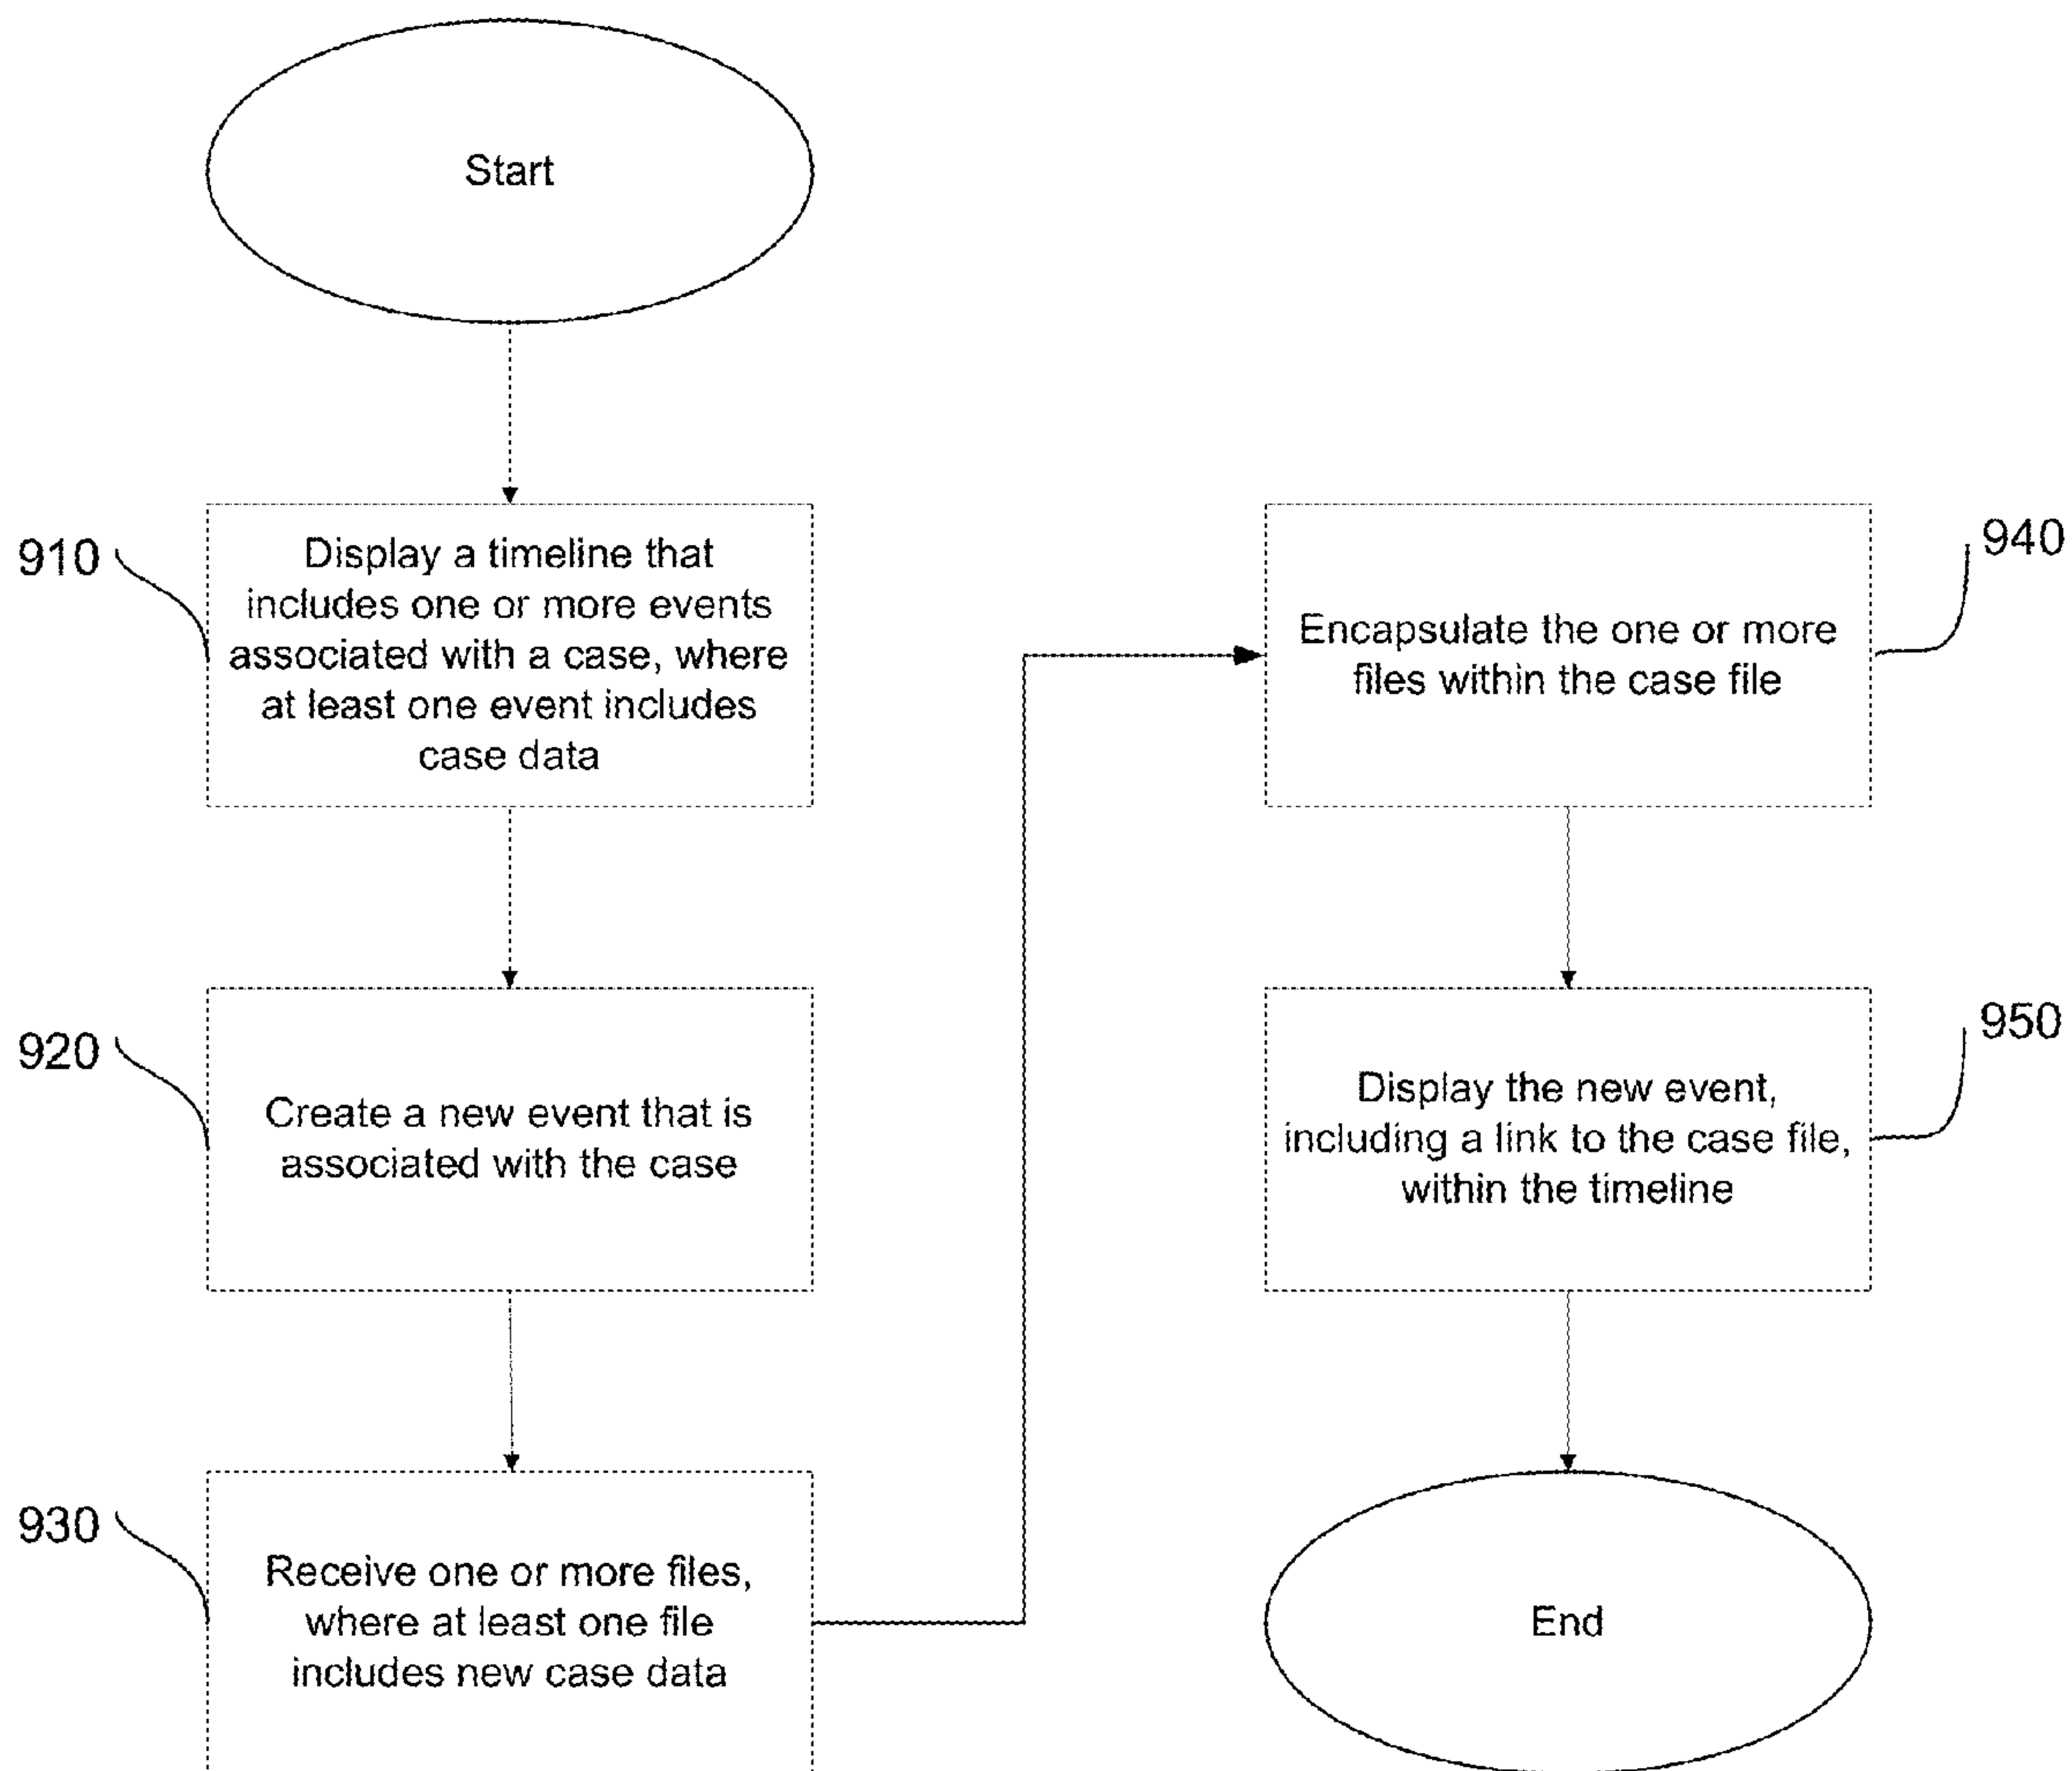 Start
910
Display a timeline that
includes one or more events
associated with a case, where
at least one event includes
case data
920
Create a new event that is
associated with the case
930
Receive one or more files,
where at least one file
includes new case data
940
Encapsulate the one or more
files within the case file
950
Display the new event,
including a link to the case file,
within the timeline
End